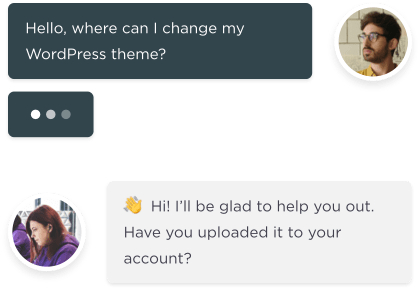 Hello, where can I change my
WordPress theme?
👋 Hi! I'll be glad to help you out.
Have you uploaded it to your
account?